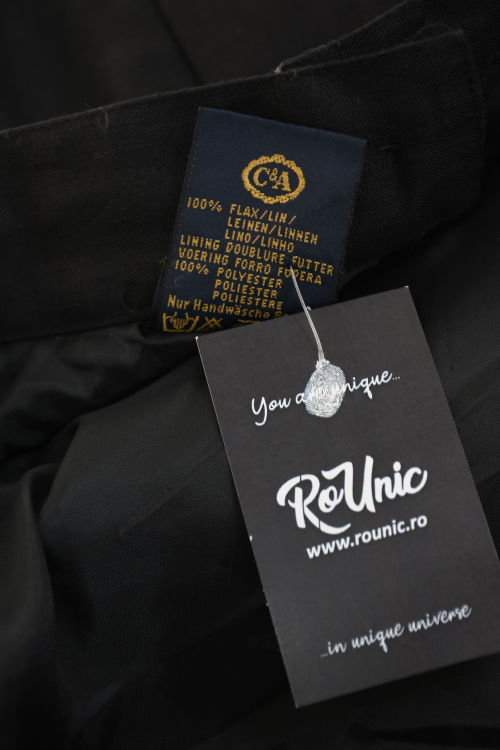 C&A
100% FLAX/LIN/
LEINEN/LINNEN
LINO/LINHO
LINING DOUBLURE FUTTER
VOERING FORRO FODERA
100% POLYESTER
POLIESTER
POLIESTERE
Nur Handwäsche
You are unique...
RoUnic
www.rounic.ro
...in unique universe